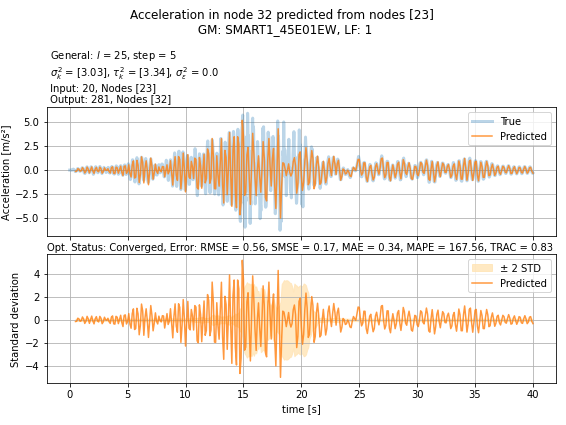 Acceleration in node 32 predicted from nodes [23]
GM: SMART1_45E01EW, LF: 1
General: l = 25, step = 5
σ²ₖ = [3.03], τ²ₖ = [3.34], σ²ε = 0.0
Input: 20, Nodes [23]
Output: 281, Nodes [32]
Acceleration [m/s²]
5.0
2.5
0.0
−2.5
−5.0
True
Predicted
Opt. Status: Converged, Error: RMSE = 0.56, SMSE = 0.17, MAE = 0.34, MAPE = 167.56, TRAC = 0.83
Standard deviation
4
2
0
−2
−4
± 2 STD
Predicted
0 5 10 15 20 25 30 35 40
time [s]